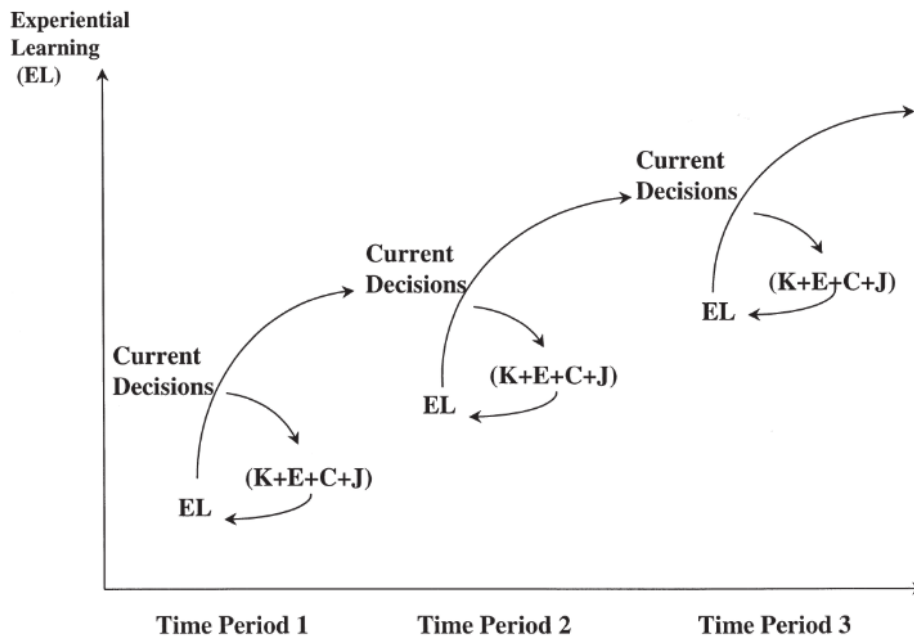 Experiential
Learning
(EL)
Current
Decisions
(K+E+C+J)
EL
Current
Decisions
(K+E+C+J)
EL
Current
Decisions
(K+E+C+J)
EL
Time Period 1
Time Period 2
Time Period 3